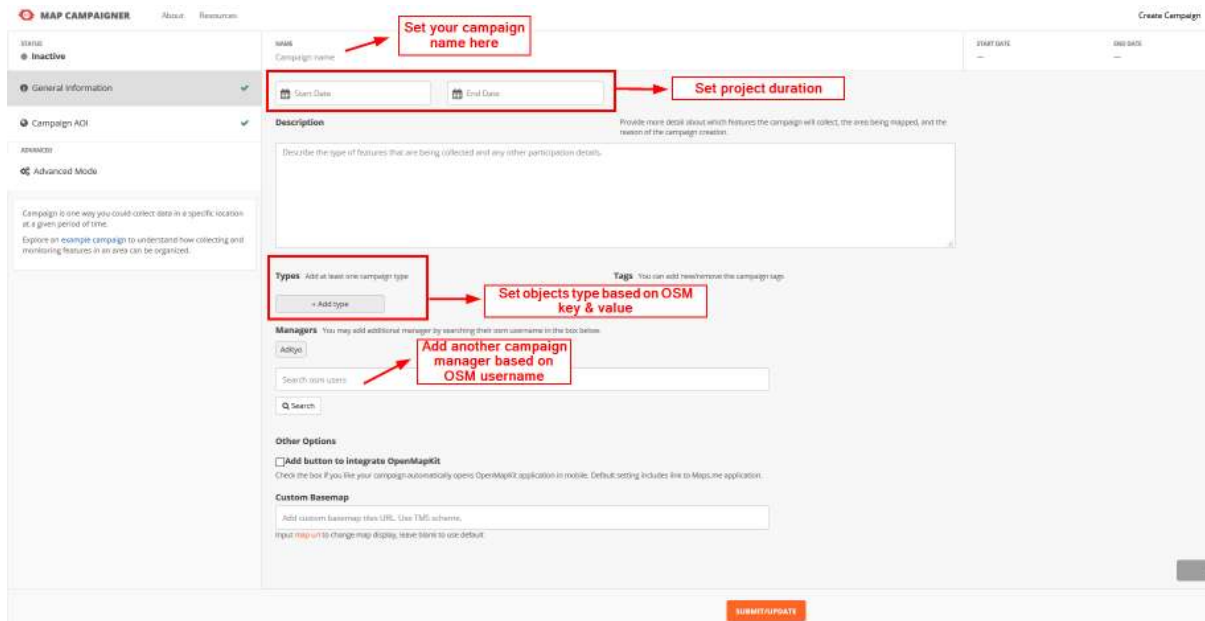 MAP CAMPAIGNER About Resources Create Campaign
Set your campaign
name here
STATUS
Inactive
NAME
Campaign name
START DATE
—
END DATE
—
General Information
Start Date
End Date
Set project duration
Campaign AOI
Description
Provide more detail about which features the campaign will collect, the area being mapped, and the
reason of the campaign creation.
ADVANCED
Advanced Mode
Describe the type of features that are being collected and any other participation details.
Campaign is one way you could collect data in a specific location
at a given period of time.
Explore an example campaign to understand how collecting and
monitoring features in an area can be organized.
Types Add at least one campaign type
Tags You can add new/remove the campaign tags
+ Add type
Set objects type based on OSM
key & value
Managers You may add additional manager by searching their osm username in the box below.
Adityo
Add another campaign
manager based on
OSM username
Search osm users
Search
Other Options
Add button to integrate OpenMapKit
Check the box if you like your campaign automatically opens OpenMapKit application in mobile. Default setting includes link to Maps.me application.
Custom Basemap
Add custom basemap tiles URL. Use TMS scheme.
Input map url to change map display, leave blank to use default
SUBMIT/UPDATE